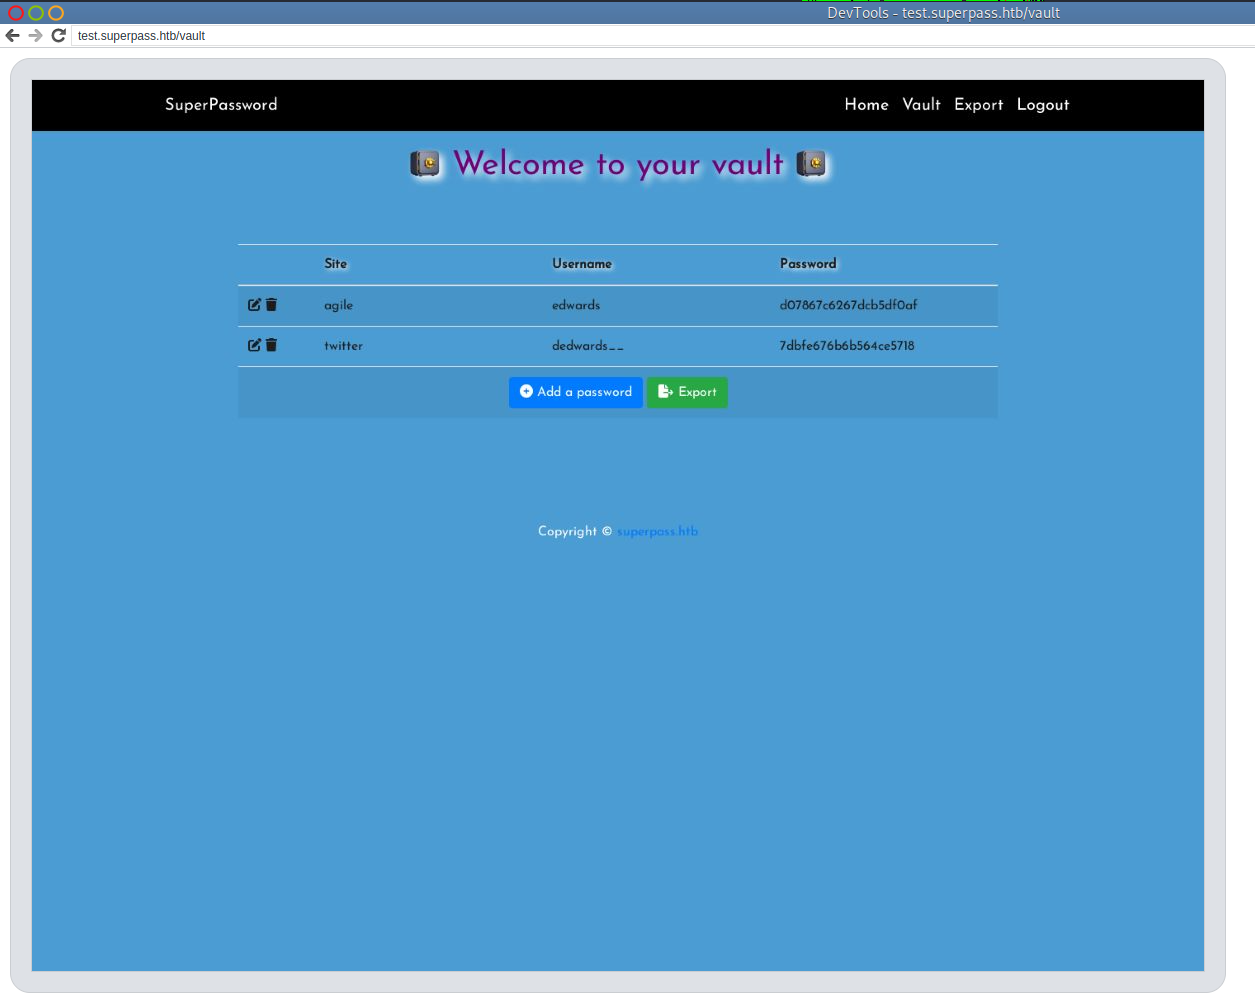 DevTools - test.superpass.htb/vault
test.superpass.htb/vault
SuperPassword Home Vault Export Logout
Welcome to your vault
Site Username Password
agile edwards d07867c6267dcb5df0af
twitter dedwards__ 7dbfe676b6b564ce5718
Add a password Export
Copyright © superpass.htb